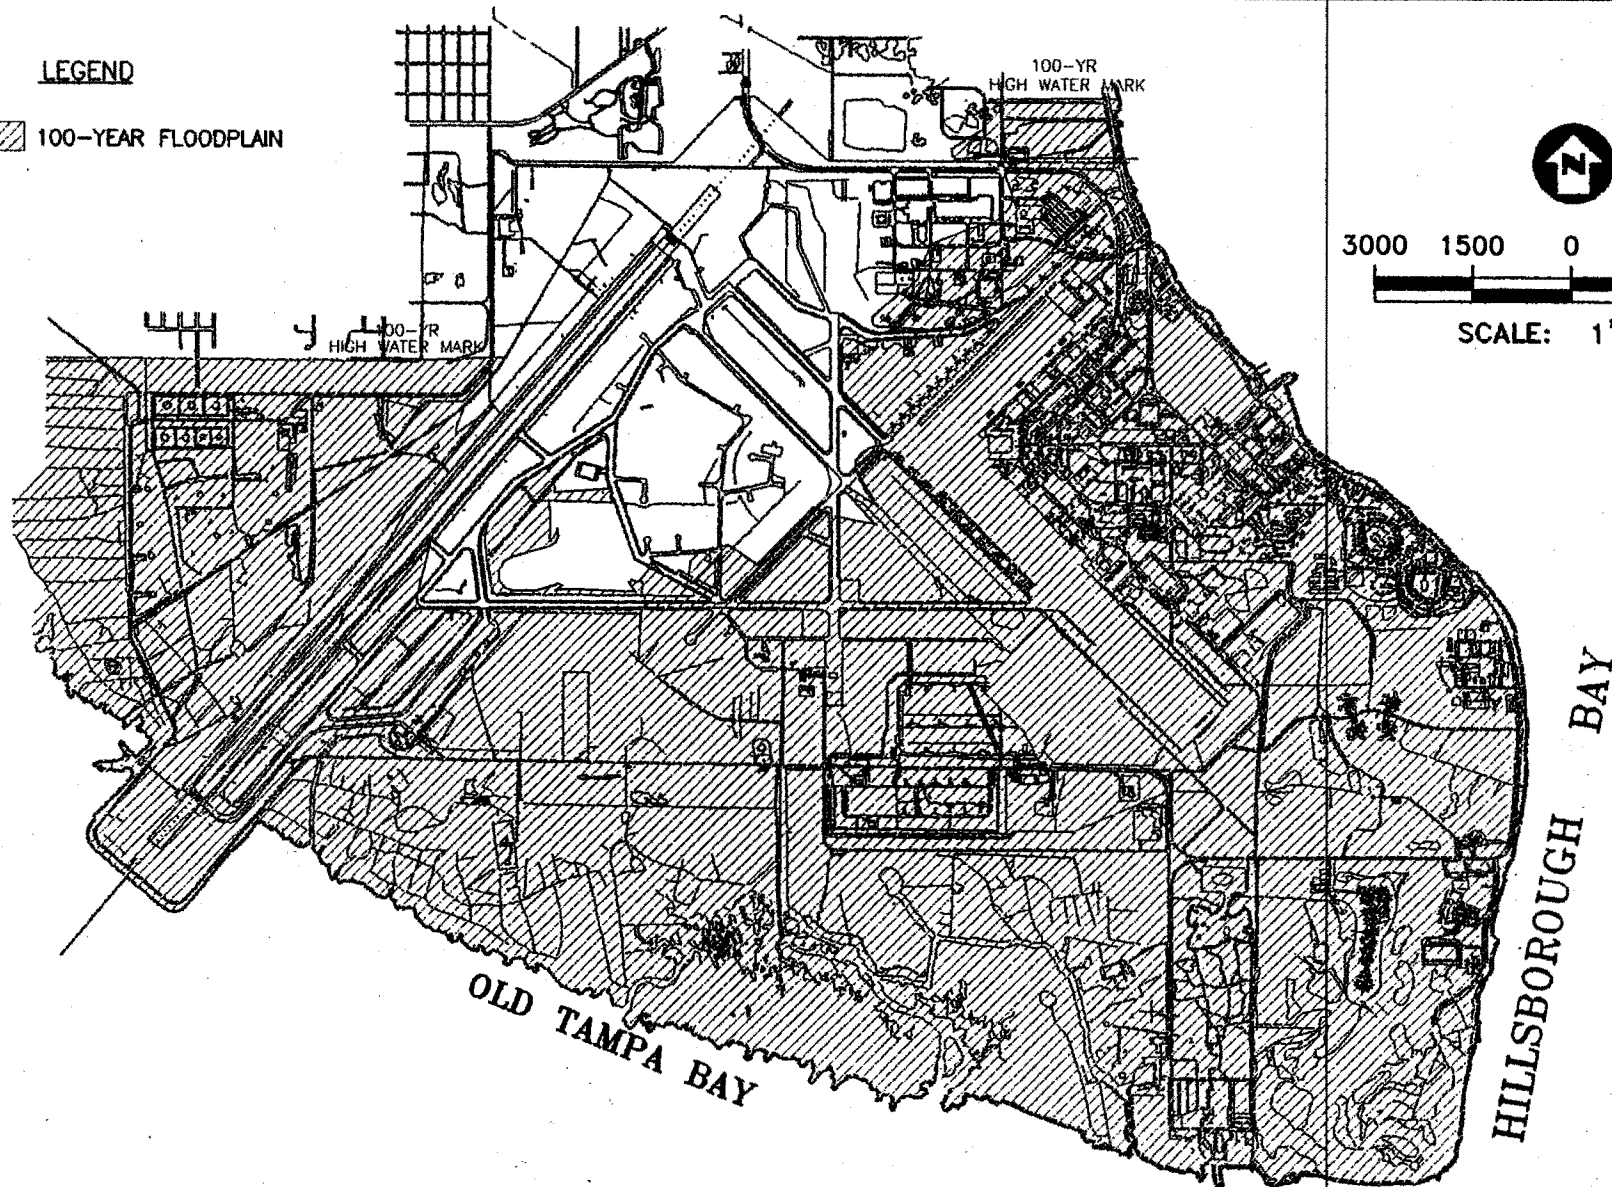 LEGEND
100-YEAR FLOODPLAIN
100-YR
HIGH WATER MARK
N
3000 1500 0
SCALE: 1"
100-YR
HIGH WATER MARK
OLD TAMPA BAY
HILLSBOROUGH BAY